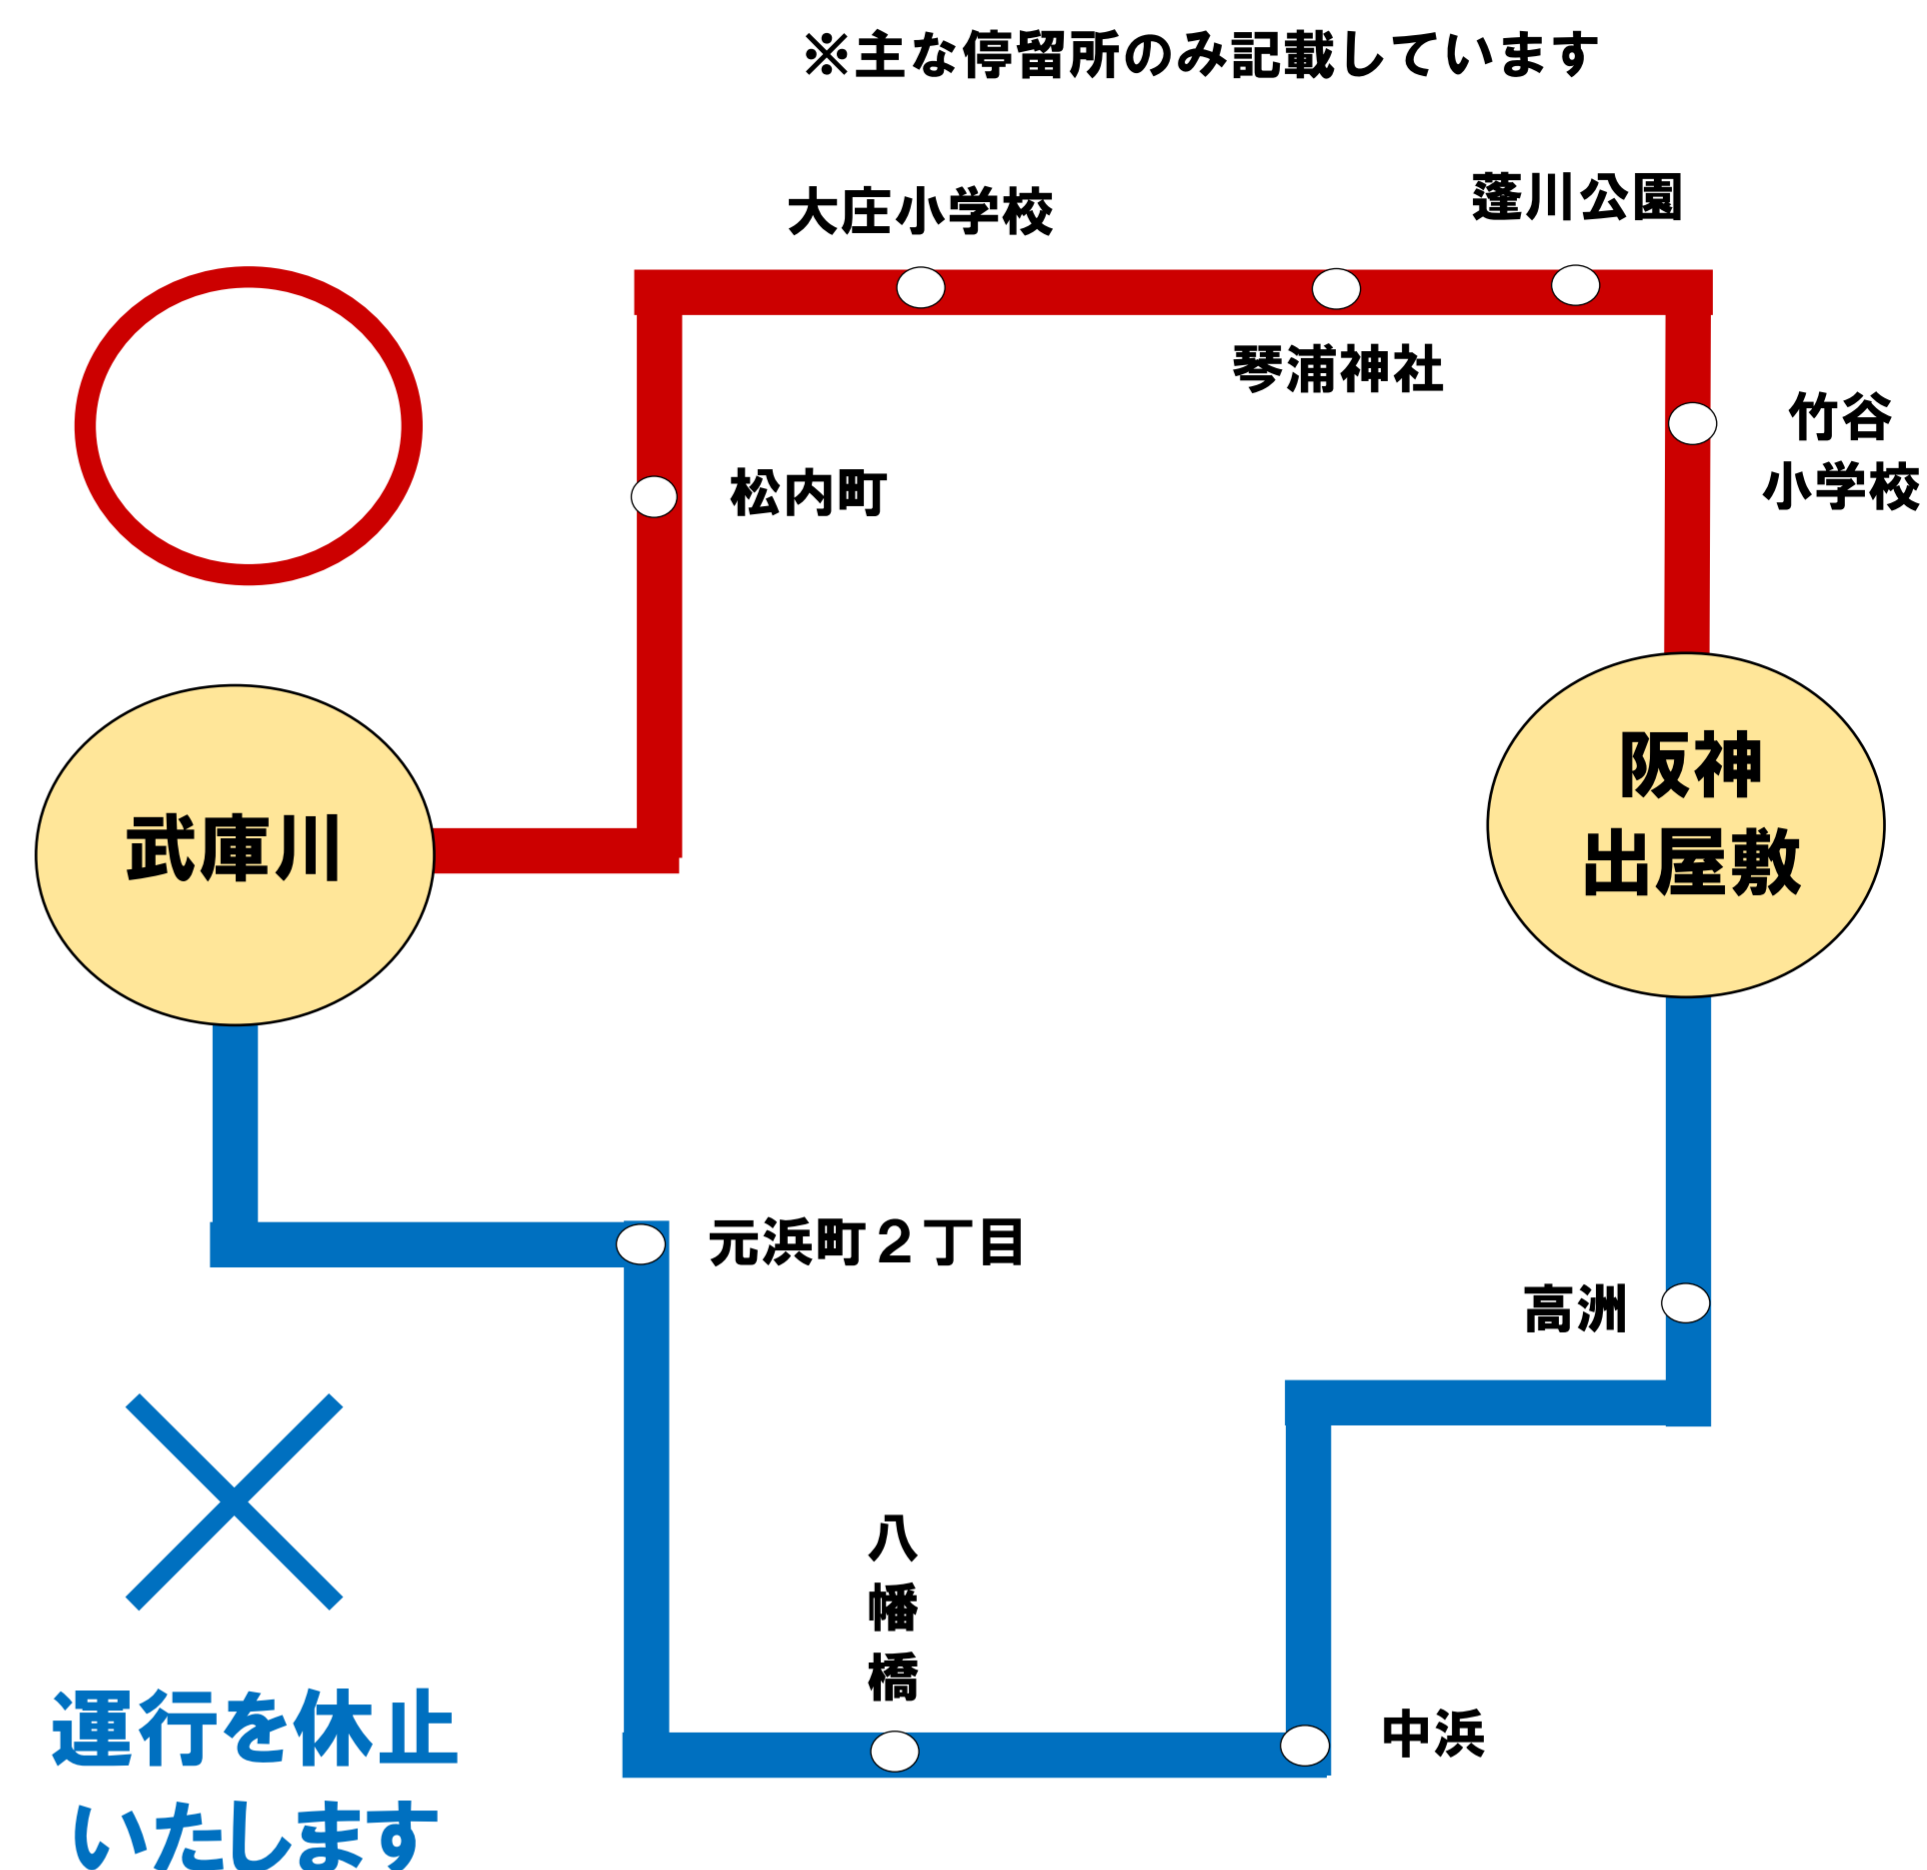 ※主な停留所のみ記載しています
大庄小学校
蓬川公園
琴浦神社
竹谷
小学校
松内町
武庫川
阪神
出屋敷
元浜町２丁目
高洲
八幡橋
中浜
運行を休止
いたします